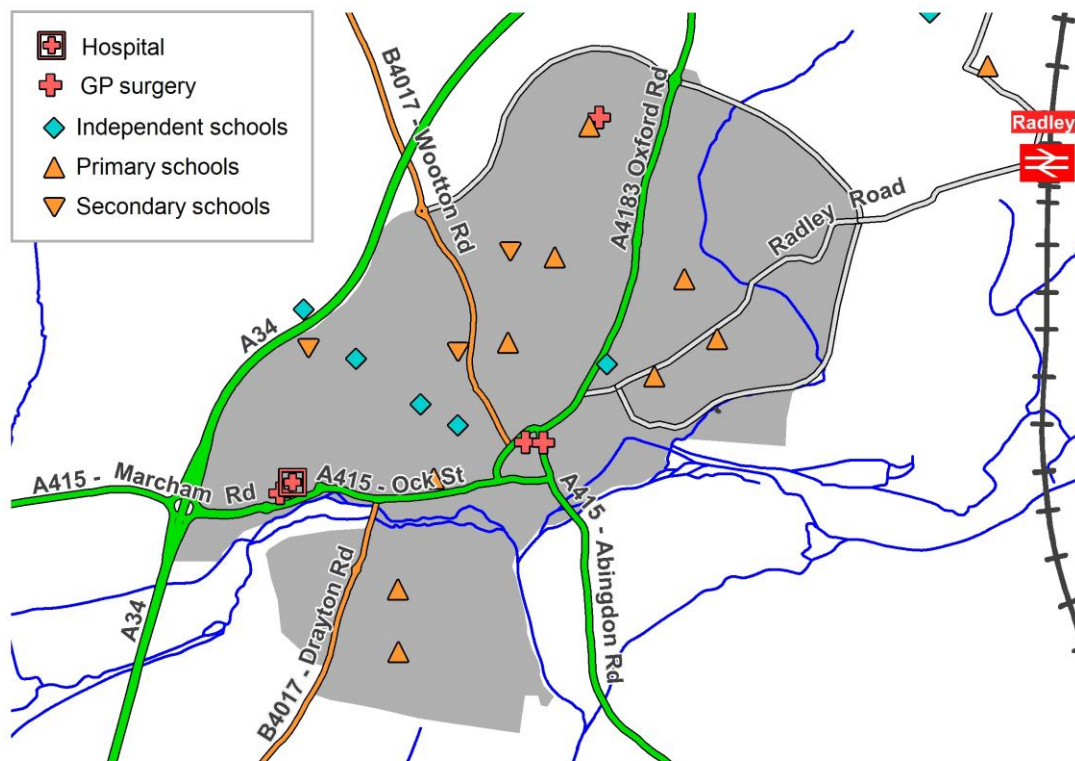 Hospital
GP surgery
Independent schools
Primary schools
Secondary schools
B4017 - Wootton Rd
A4183 Oxford Rd
Radley
Radley Road
A34
A415 - Marcham Rd
A415 - Ock St
A415 - Abingdon Rd
A34
B4017 - Drayton Rd